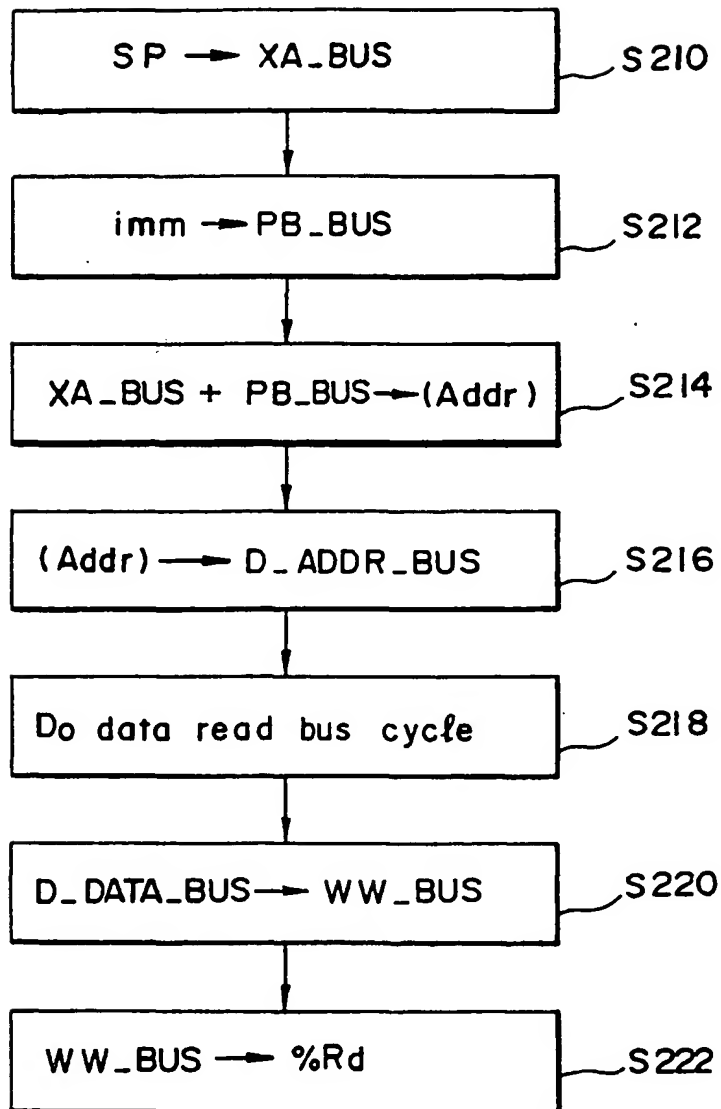 SP → XA_BUS S210
imm → PB_BUS S212
XA_BUS + PB_BUS → (Addr) S214
(Addr) → D_ADDR_BUS S216
Do data read bus cycle S218
D_DATA_BUS → WW_BUS S220
WW_BUS → %Rd S222